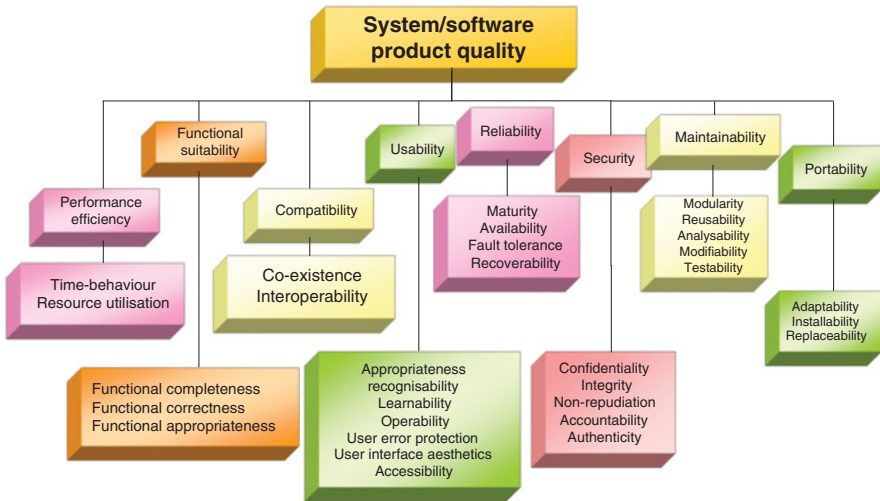 System/software
product quality
Functional
suitability
Usability
Reliability
Security
Maintainability
Portability
Performance
efficiency
Compatibility
Time-behaviour
Resource utilisation
Co-existence
Interoperability
Maturity
Availability
Fault tolerance
Recoverability
Modularity
Reusability
Analysability
Modifiability
Testability
Adaptability
Installability
Replaceability
Functional completeness
Functional correctness
Functional appropriateness
Appropriateness
recognisability
Learnability
Operability
User error protection
User interface aesthetics
Accessibility
Confidentiality
Integrity
Non-repudiation
Accountability
Authenticity